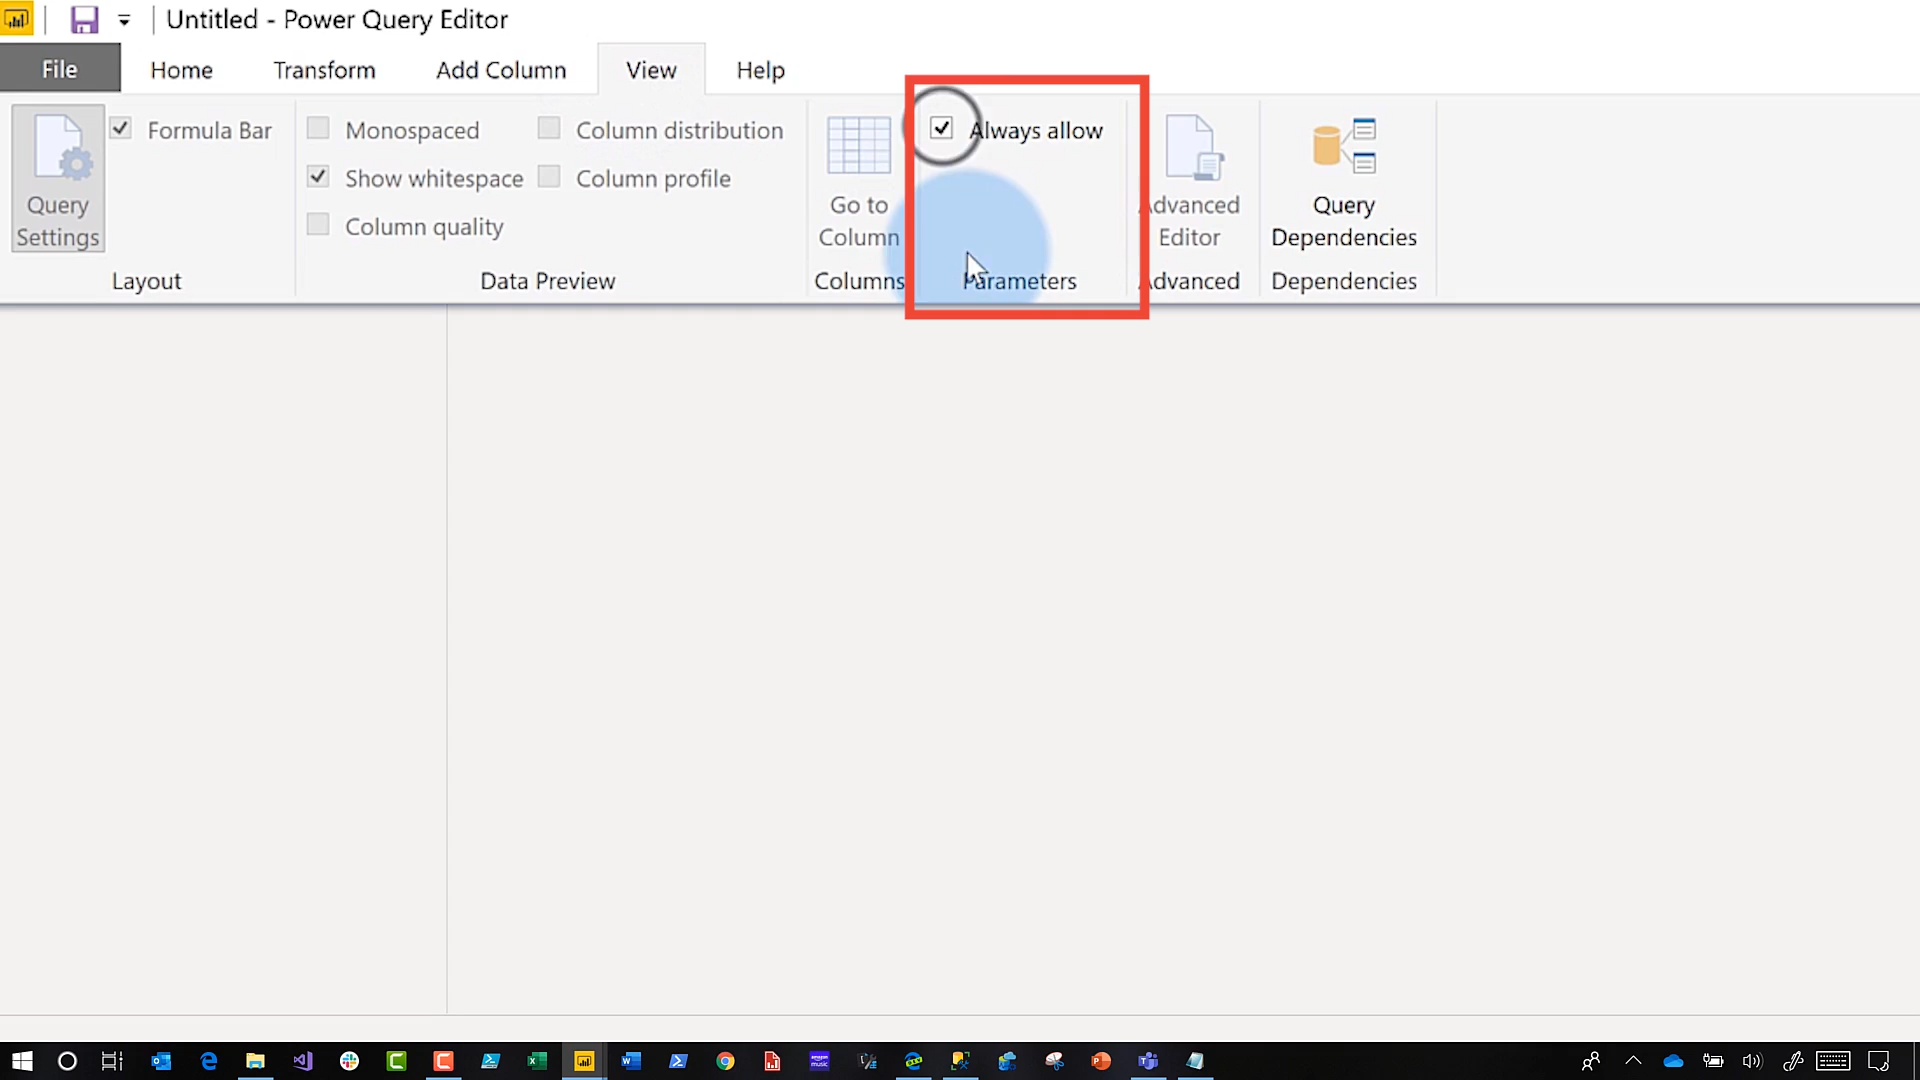 Untitled - Power Query Editor
File
Home
Transform
Add Column
View
Help
Query
Settings
Formula Bar
Layout
Monospaced
Show whitespace
Column quality
Column distribution
Column profile
Data Preview
Go to
Column
Columns
Always allow
Parameters
Advanced
Editor
Advanced
Query
Dependencies
Dependencies